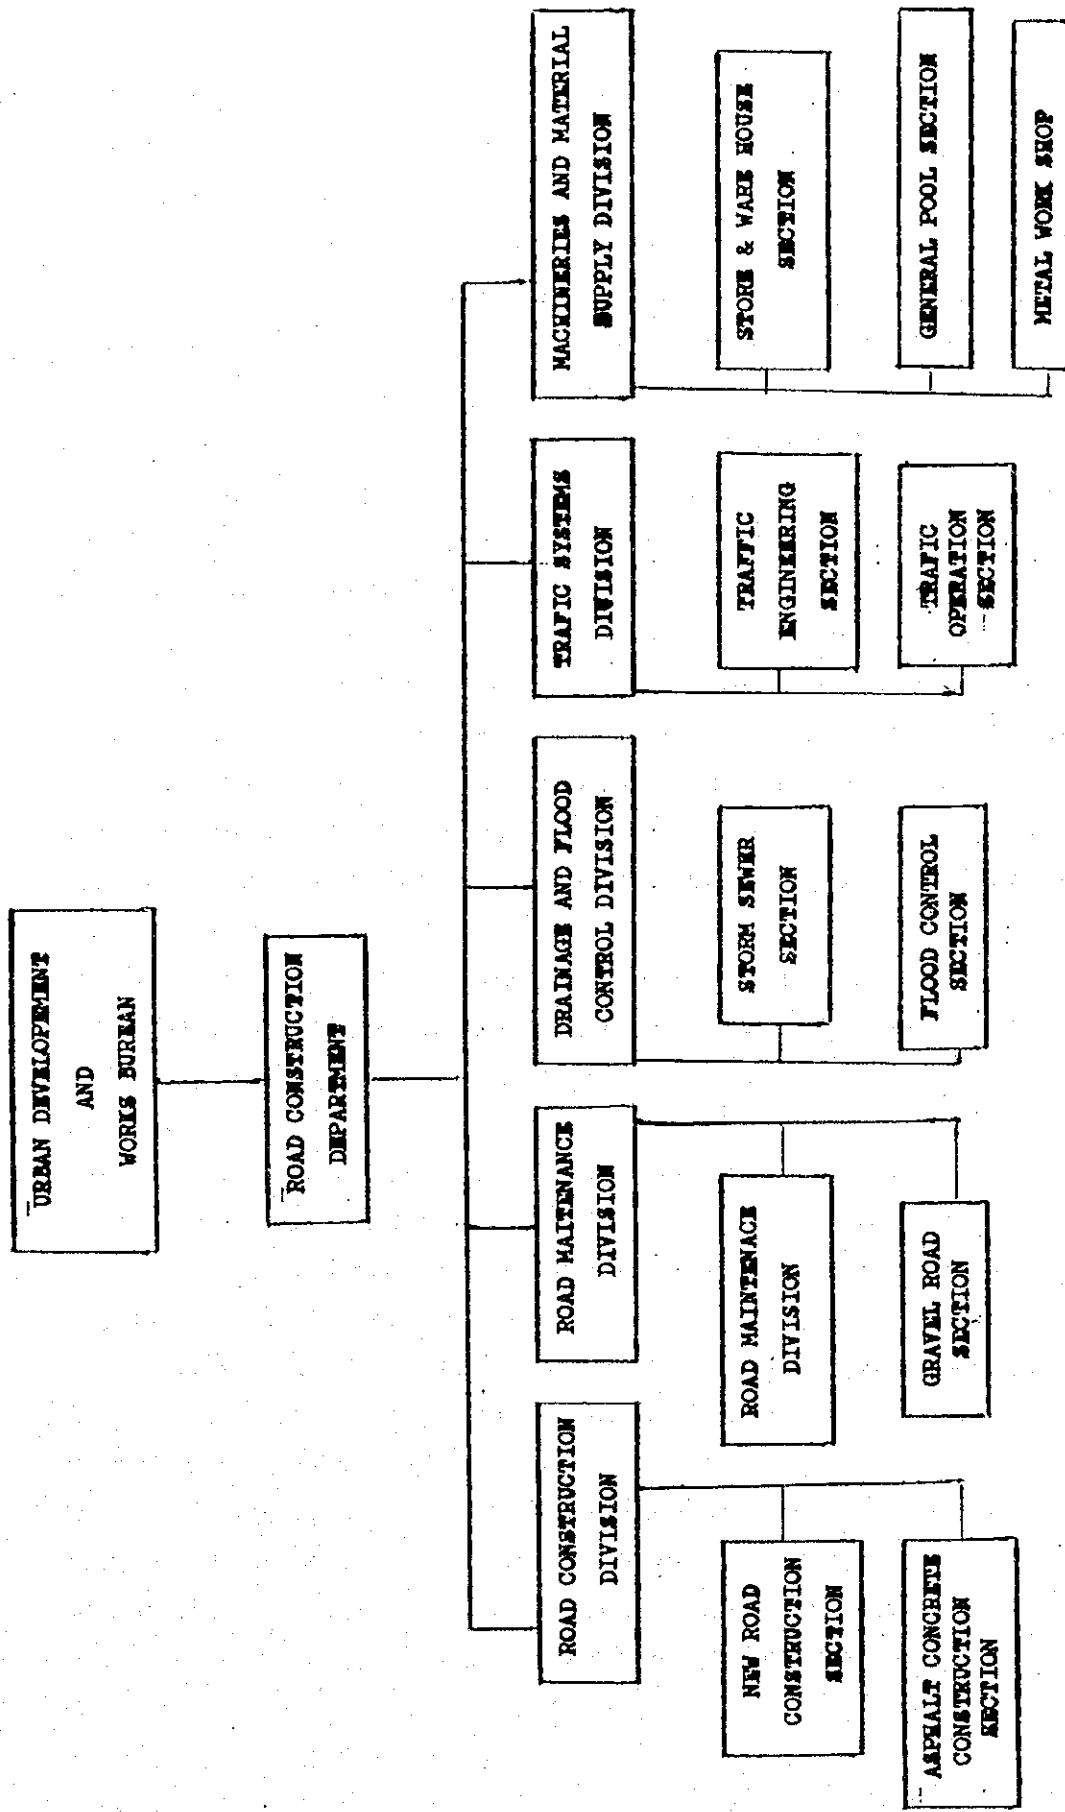 URBAN DEVELOPEMENT
AND
WORKS BUREAN
ROAD CONSTRUCTION
DEPARTMENT
ROAD CONSTRUCTION
DIVISION
ROAD MAITENANCE
DIVISION
DRAINAGE AND FLOOD
CONTROL DIVISION
TRAFIC SYSTEMS
DIVISION
MACHINERIES AND MATERIAL
SUPPLY DIVISION
NEW ROAD
CONSTRUCTION
SECTION
ROAD MAINTENACE
DIVISION
STORM SEWER
SECTION
TRAFFIC
ENGINEERING
SECTION
STORE & WARE HOUSE
SECTION
ASPHALT CONCRETE
CONSTRUCTION
SECTION
GRAVEL ROAD
SECTION
FLOOD CONTROL
SECTION
TRAFIC
OPERATION
SECTION
GENERAL POOL SECTION
METAL WORK SHOP